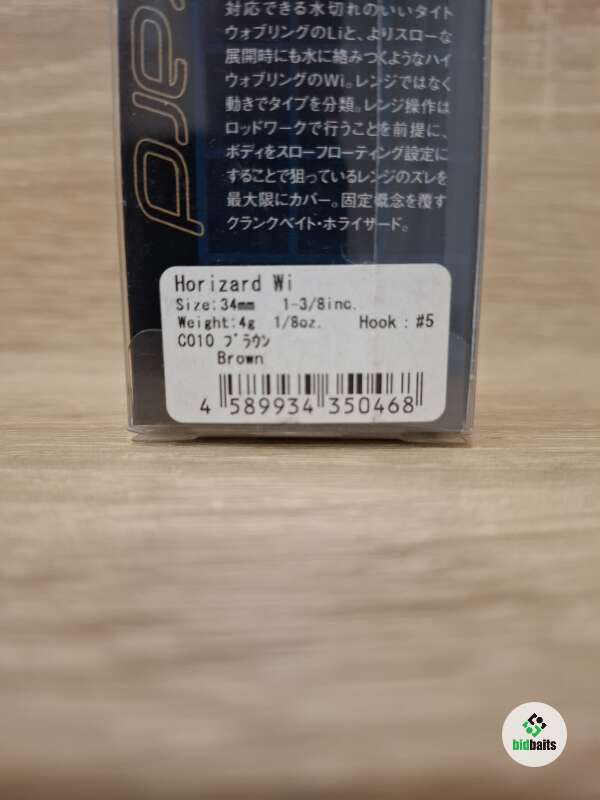 対応できる水切れのいいタイト
ウォブリングのLiと、よりスローな
展開時にも水に絡みつくようなハイ
ウォブリングのWi。レンジではなく
動きでタイプを分類。レンジ操作は
ロッドワークで行うことを前提に、
ボディをスローフローティング設定に
することで狙っているレンジのズレを
最大限にカバー。固定概念を覆す
クランクベイト・ホライザード。
Horizard Wi
Size:34mm 1-3/8inc.
Weight:4g 1/8oz. Hook : #5
C010 ブラウン
Brown
4 589934 350468
bidbaits